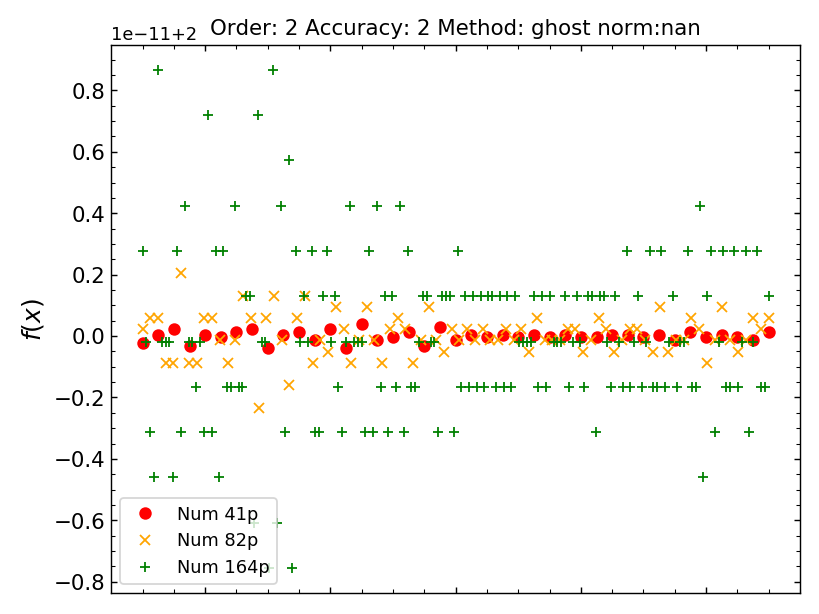 1e−11+2
Order: 2 Accuracy: 2 Method: ghost norm:nan
0.8
0.6
0.4
0.2
0.0
−0.2
−0.4
−0.6
−0.8
f(x)
Num 41p
Num 82p
Num 164p